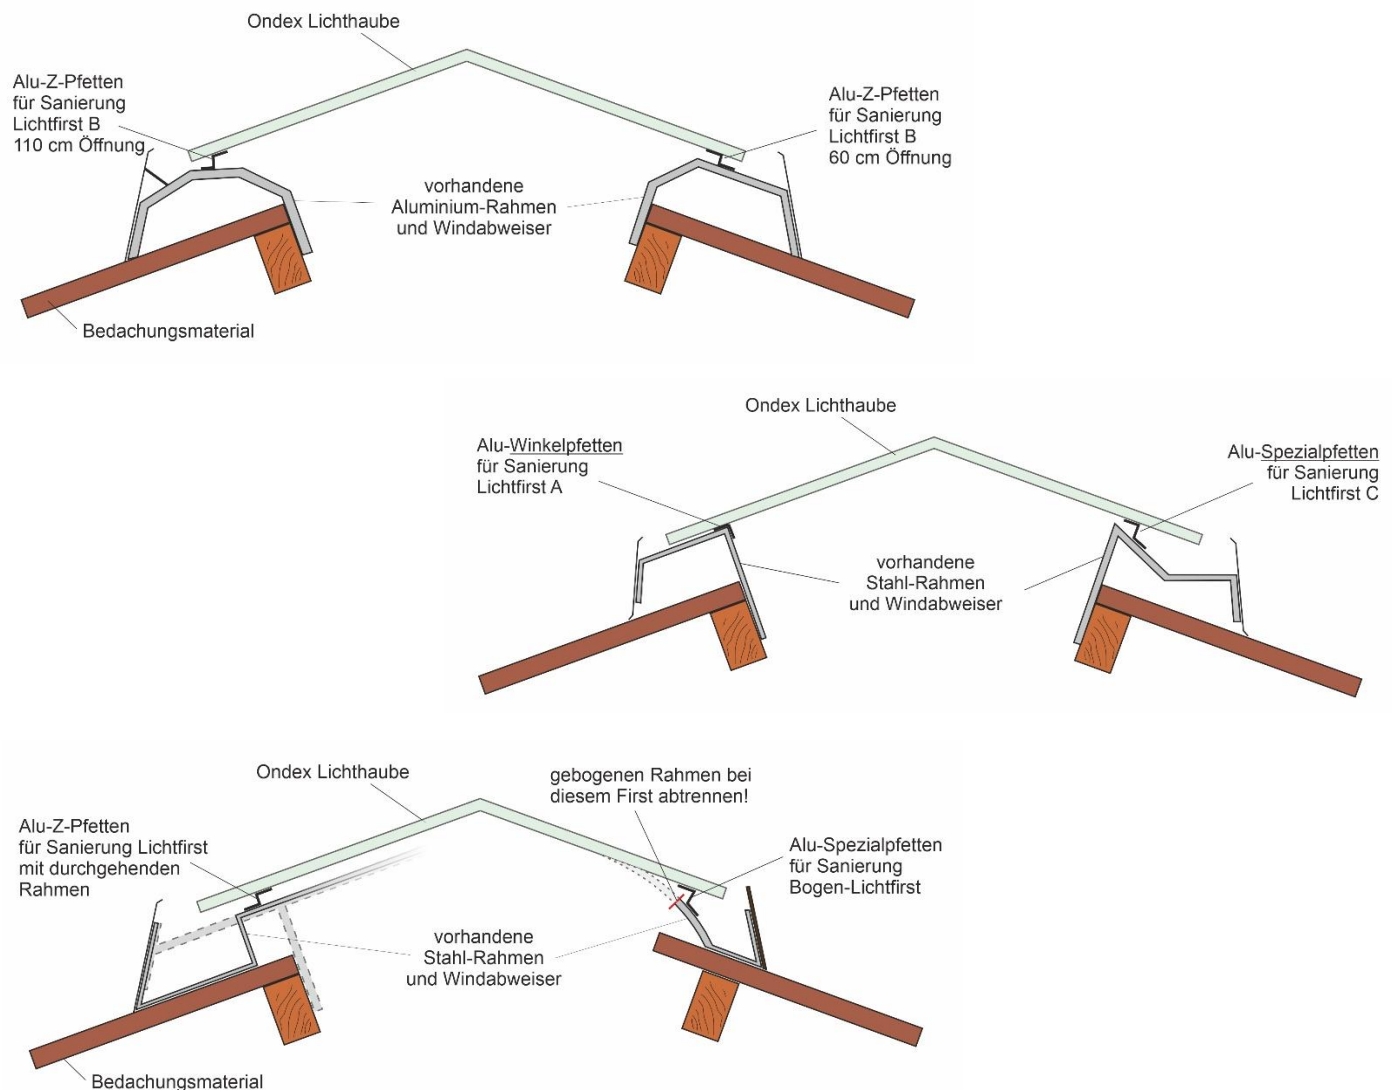 Ondex Lichthaube
Alu-Z-Pfetten
für Sanierung
Lichtfirst B
110 cm Öffnung
Alu-Z-Pfetten
für Sanierung
Lichtfirst B
60 cm Öffnung
vorhandene
Aluminium-Rahmen
und Windabweiser
Bedachungsmaterial
Ondex Lichthaube
Alu-Winkelpfetten
für Sanierung
Lichtfirst A
Alu-Spezialpfetten
für Sanierung
Lichtfirst C
vorhandene
Stahl-Rahmen
und Windabweiser
Ondex Lichthaube
gebogenen Rahmen bei
diesem First abtrennen!
Alu-Z-Pfetten
für Sanierung Lichtfirst
mit durchgehenden
Rahmen
Alu-Spezialpfetten
für Sanierung
Bogen-Lichtfirst
vorhandene
Stahl-Rahmen
und Windabweiser
Bedachungsmaterial